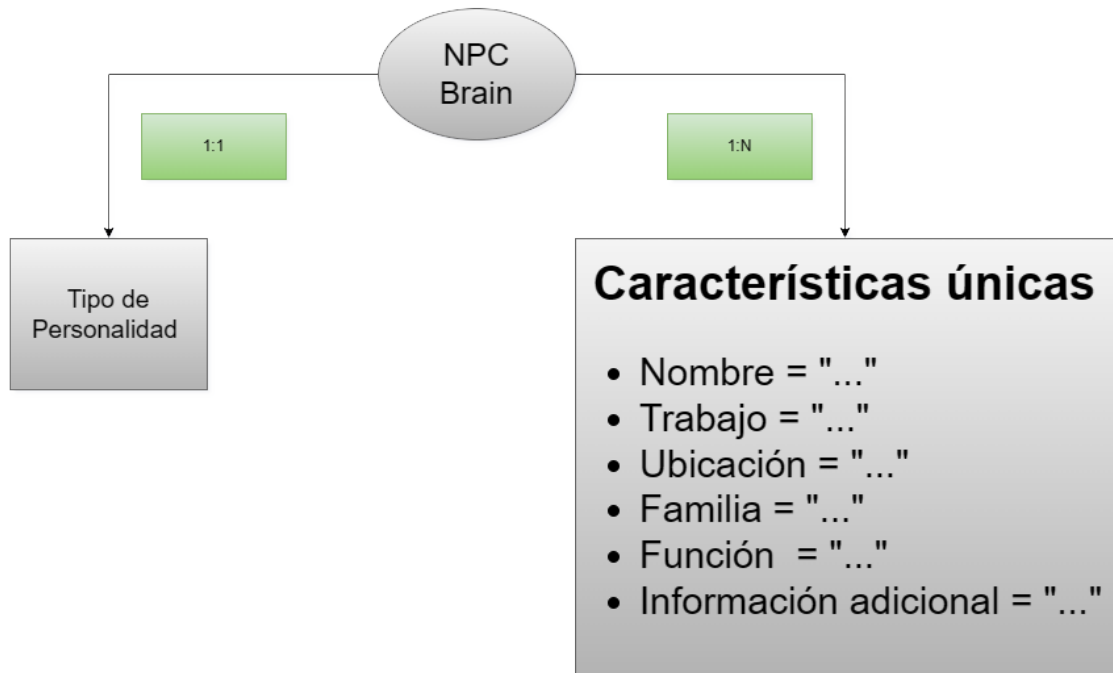 NPC
Brain
1:1
1:N
Tipo de
Personalidad
Características únicas
• Nombre = "..."
• Trabajo = "..."
• Ubicación = "..."
• Familia = "..."
• Función  = "..."
• Información adicional = "..."